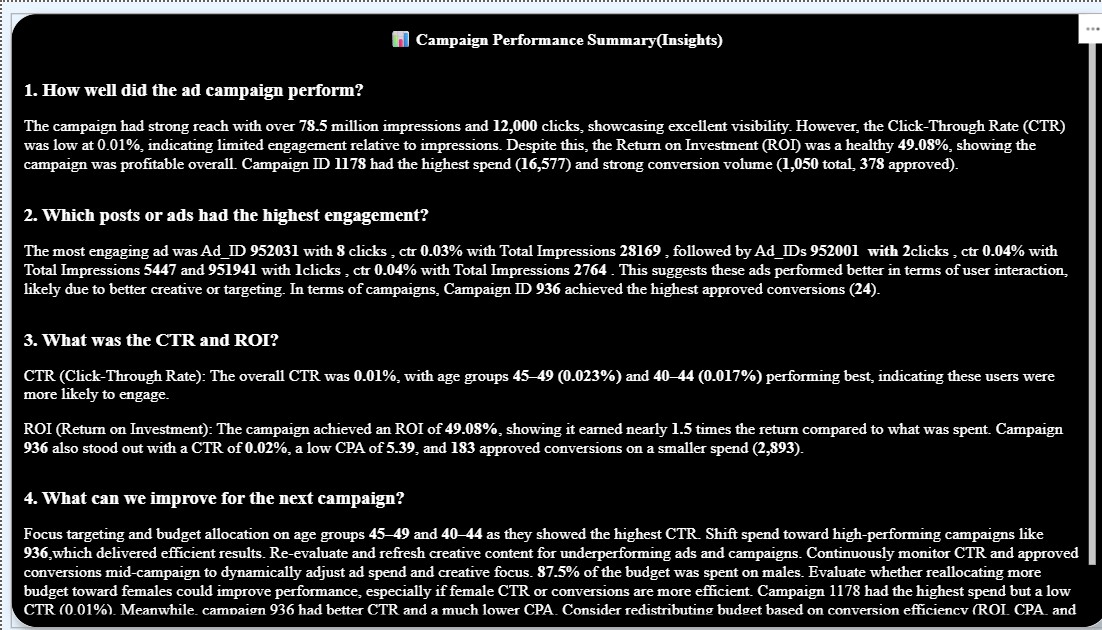 📊 Campaign Performance Summary(Insights)
1. How well did the ad campaign perform?
The campaign had strong reach with over 78.5 million impressions and 12,000 clicks, showcasing excellent visibility. However, the Click-Through Rate (CTR)
was low at 0.01%, indicating limited engagement relative to impressions. Despite this, the Return on Investment (ROI) was a healthy 49.08%, showing the
campaign was profitable overall. Campaign ID 1178 had the highest spend (16,577) and strong conversion volume (1,050 total, 378 approved).
2. Which posts or ads had the highest engagement?
The most engaging ad was Ad_ID 952031 with 8 clicks , ctr 0.03% with Total Impressions 28169 , followed by Ad_IDs 952001  with 2clicks , ctr 0.04% with
Total Impressions 5447 and 951941 with 1clicks , ctr 0.04% with Total Impressions 2764 . This suggests these ads performed better in terms of user interaction,
likely due to better creative or targeting. In terms of campaigns, Campaign ID 936 achieved the highest approved conversions (24).
3. What was the CTR and ROI?
CTR (Click-Through Rate): The overall CTR was 0.01%, with age groups 45–49 (0.023%) and 40–44 (0.017%) performing best, indicating these users were
more likely to engage.
ROI (Return on Investment): The campaign achieved an ROI of 49.08%, showing it earned nearly 1.5 times the return compared to what was spent. Campaign
936 also stood out with a CTR of 0.02%, a low CPA of 5.39, and 183 approved conversions on a smaller spend (2,893).
4. What can we improve for the next campaign?
Focus targeting and budget allocation on age groups 45–49 and 40–44 as they showed the highest CTR. Shift spend toward high-performing campaigns like
936,which delivered efficient results. Re-evaluate and refresh creative content for underperforming ads and campaigns. Continuously monitor CTR and approved
conversions mid-campaign to dynamically adjust ad spend and creative focus. 87.5% of the budget was spent on males. Evaluate whether reallocating more
budget toward females could improve performance, especially if female CTR or conversions are more efficient. Campaign 1178 had the highest spend but a low
CTR (0.01%). Meanwhile, campaign 936 had better CTR and a much lower CPA. Consider redistributing budget based on conversion efficiency (ROI, CPA, and